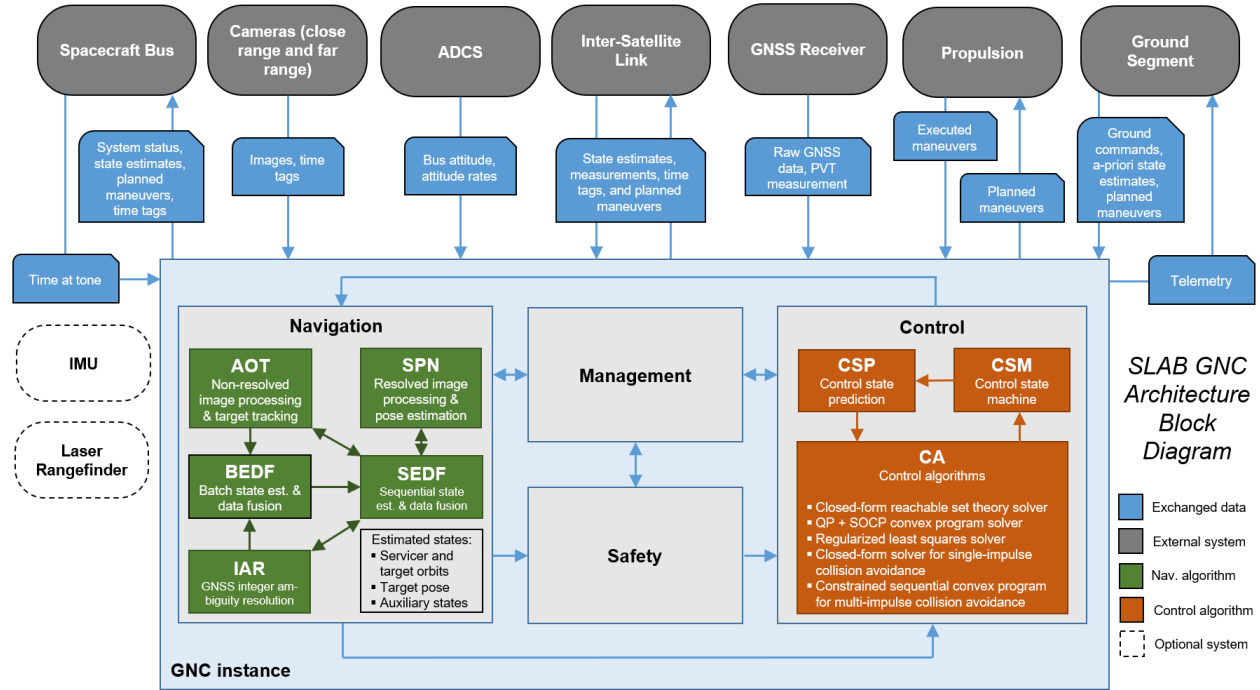 Spacecraft Bus
Cameras (close
range and far
range)
ADCS
Inter-Satellite
Link
GNSS Receiver
Propulsion
Ground
Segment
System status,
state estimates,
planned
maneuvers,
time tags
Images, time
tags
Bus attitude,
attitude rates
State estimates,
measurements, time
tags, and planned
maneuvers
Raw GNSS
data, PVT
measurement
Executed
maneuvers
Planned
maneuvers
Ground
commands,
a-priori state
estimates,
planned
maneuvers
Time at tone
Telemetry
IMU
Laser
Rangefinder
Navigation
AOT
Non-resolved
image processing
& target tracking
SPN
Resolved image
processing &
pose estimation
BEDF
Batch state est. &
data fusion
SEDF
Sequential state
est. & data fusion
IAR
GNSS integer am-
biguity resolution
Estimated states:
▪ Servicer and
target orbits
▪ Target pose
▪ Auxiliary states
Management
Safety
Control
CSP
Control state
prediction
CSM
Control state
machine
CA
Control algorithms
▪ Closed-form reachable set theory solver
▪ QP + SOCP convex program solver
▪ Regularized least squares solver
▪ Closed-form solver for single-impulse
collision avoidance
▪ Constrained sequential convex program
for multi-impulse collision avoidance
GNC instance
SLAB GNC
Architecture
Block
Diagram
Exchanged data
External system
Nav. algorithm
Control algorithm
Optional system